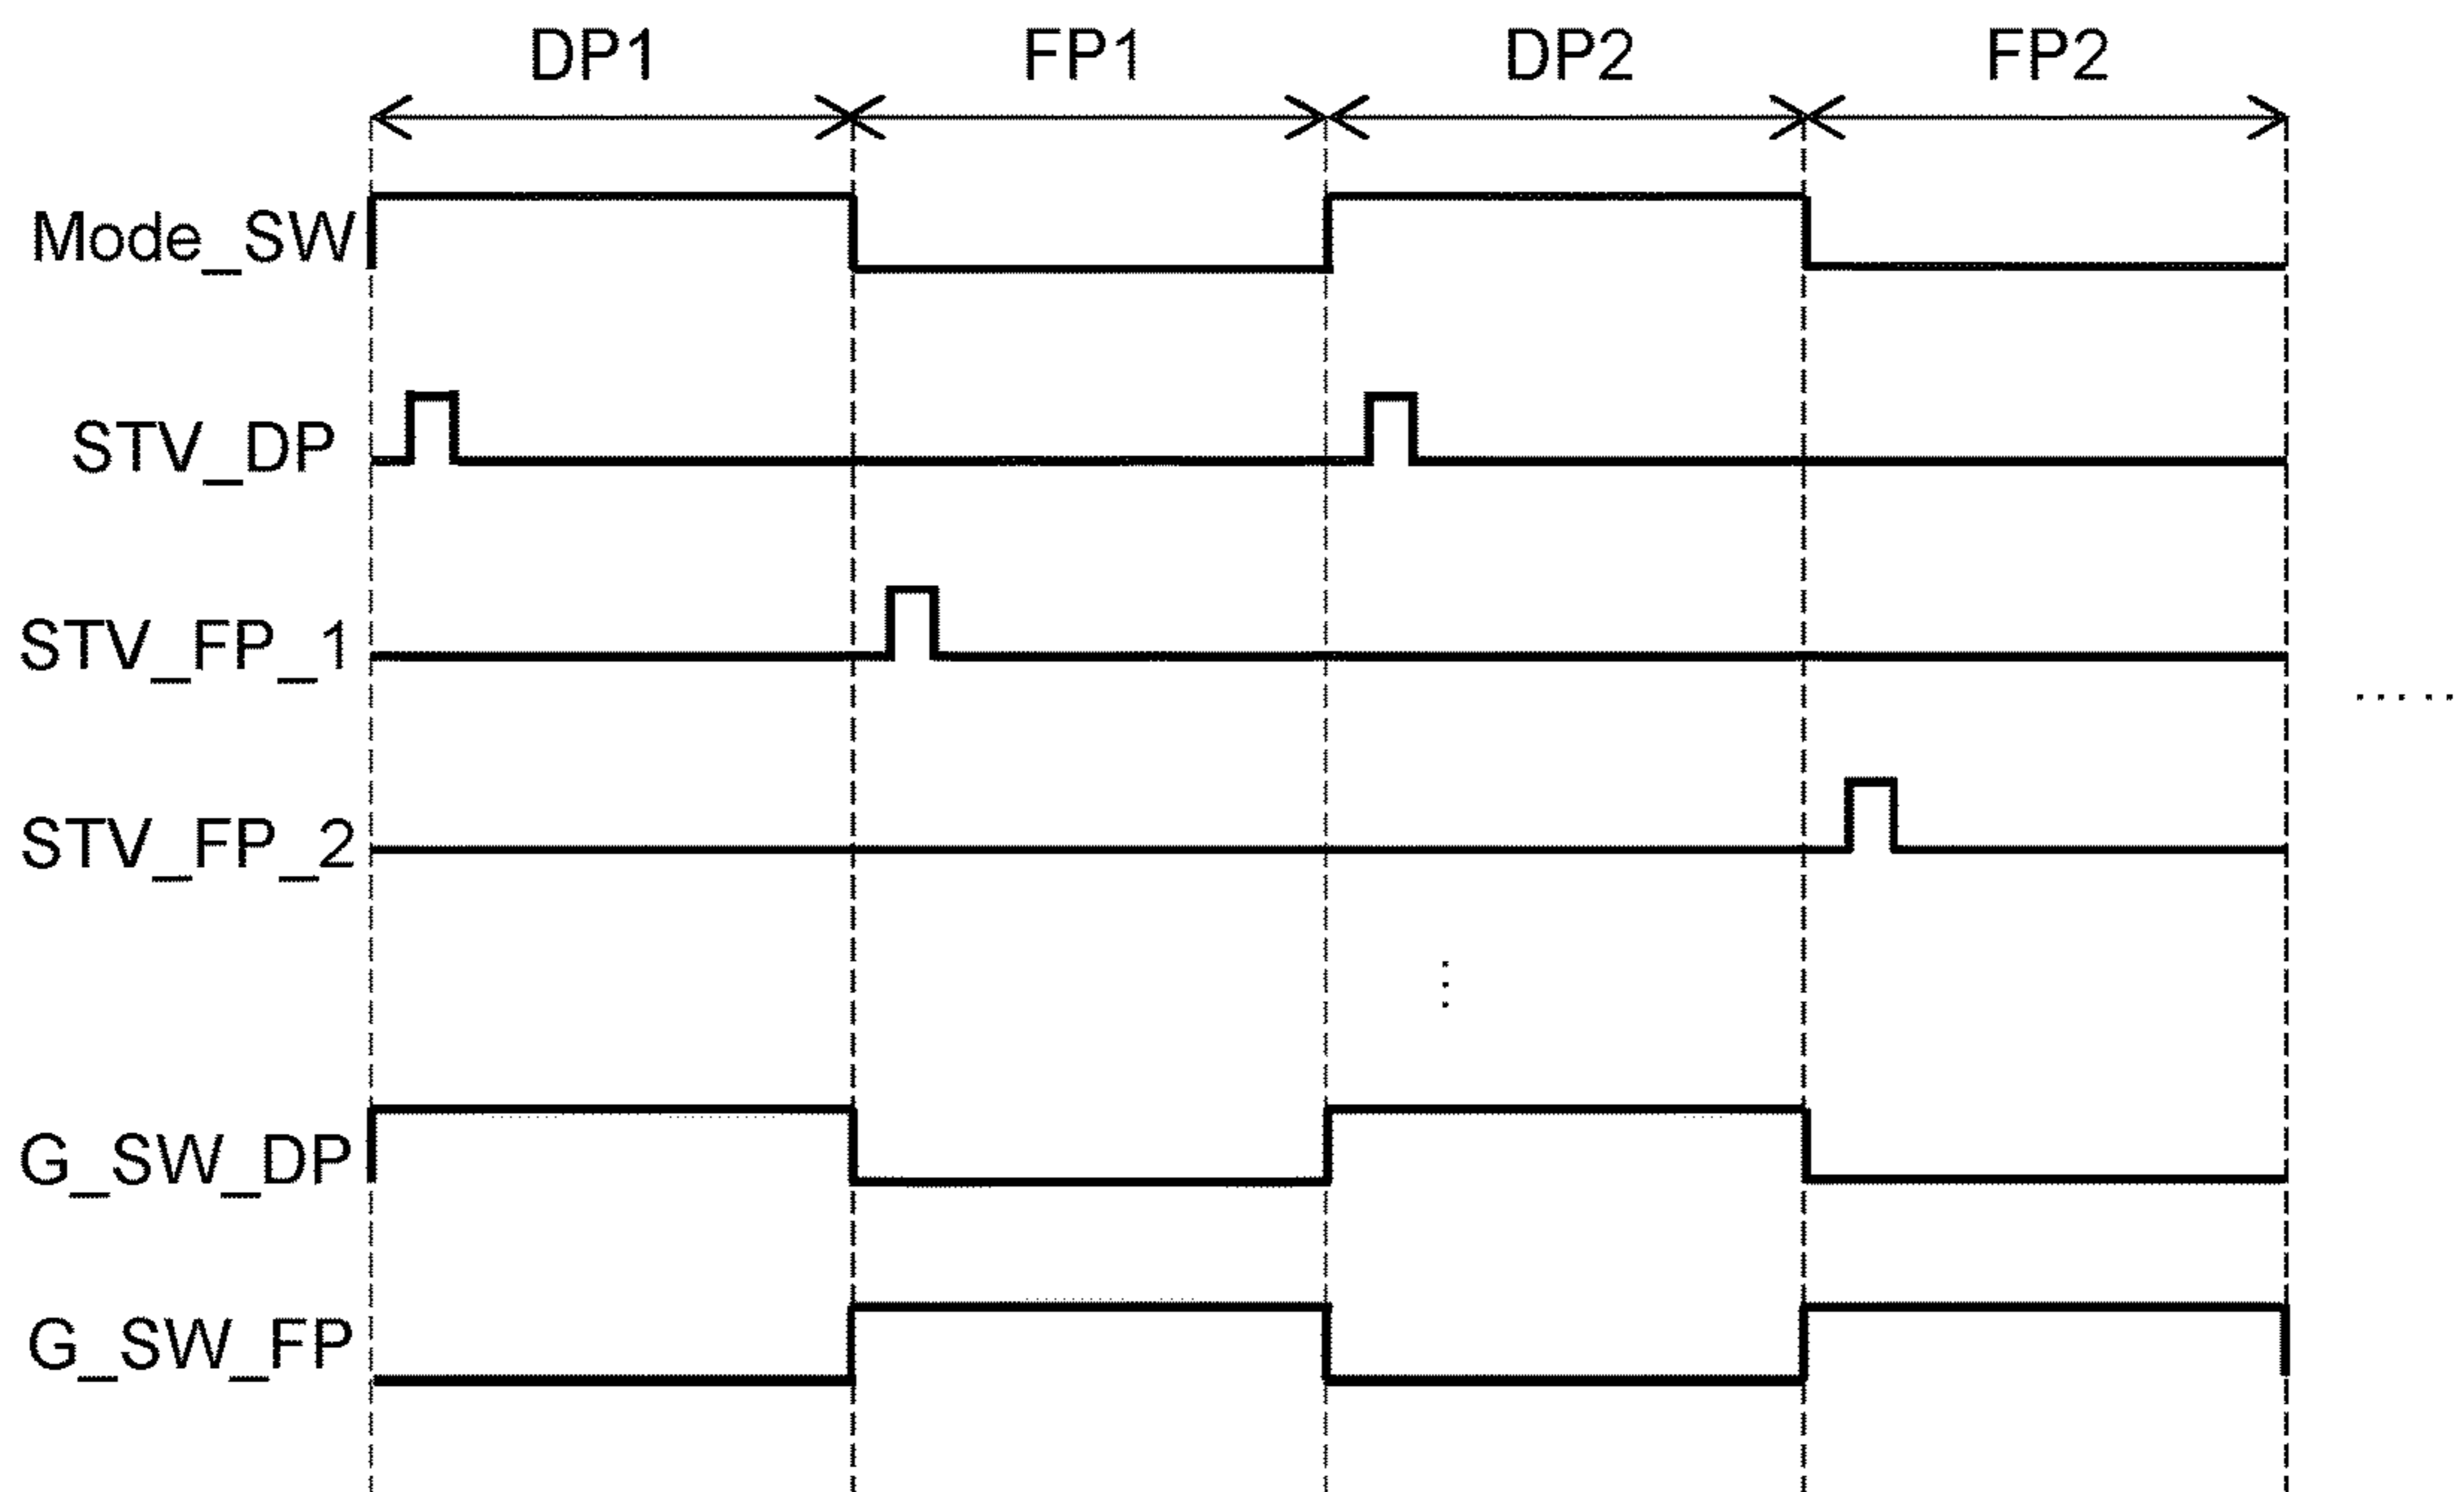 DP1 FP1 DP2 FP2
Mode_SW
STV_DP
STV_FP_1
STV_FP_2
G_SW_DP
G_SW_FP